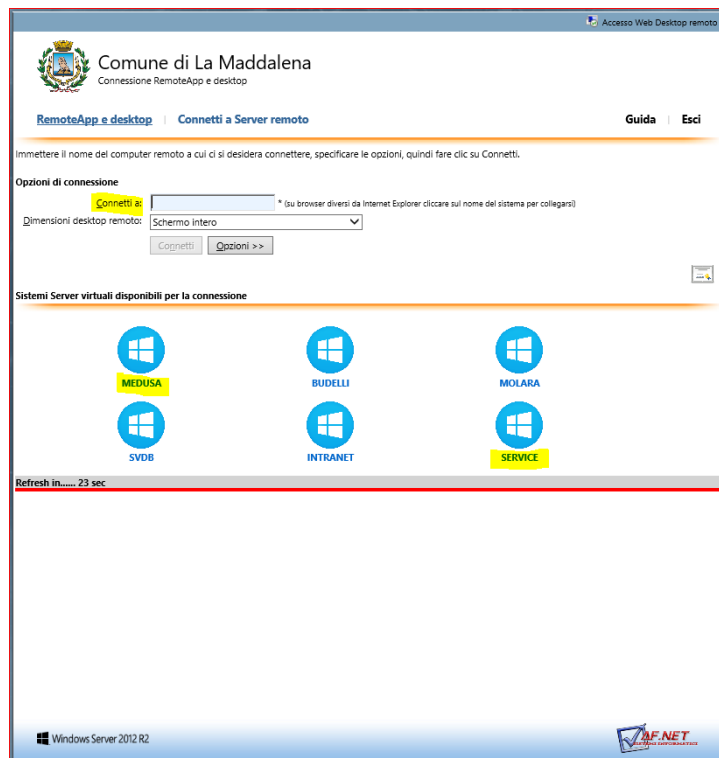 Accesso Web Desktop remoto
Comune di La Maddalena
Connessione RemoteApp e desktop
RemoteApp e desktop | Connetti a Server remoto Guida | Esci
Immettere il nome del computer remoto a cui ci si desidera connettere, specificare le opzioni, quindi fare clic su Connetti.
Opzioni di connessione
Connetti a: * (su browser diversi da Internet Explorer cliccare sul nome del sistema per collegarsi)
Dimensioni desktop remoto: Schermo intero
Connetti Opzioni >>
Sistemi Server virtuali disponibili per la connessione
MEDUSA BUDELLI MOLARA
SVDB INTRANET SERVICE
Refresh in...... 23 sec
Windows Server 2012 R2
AF.NET